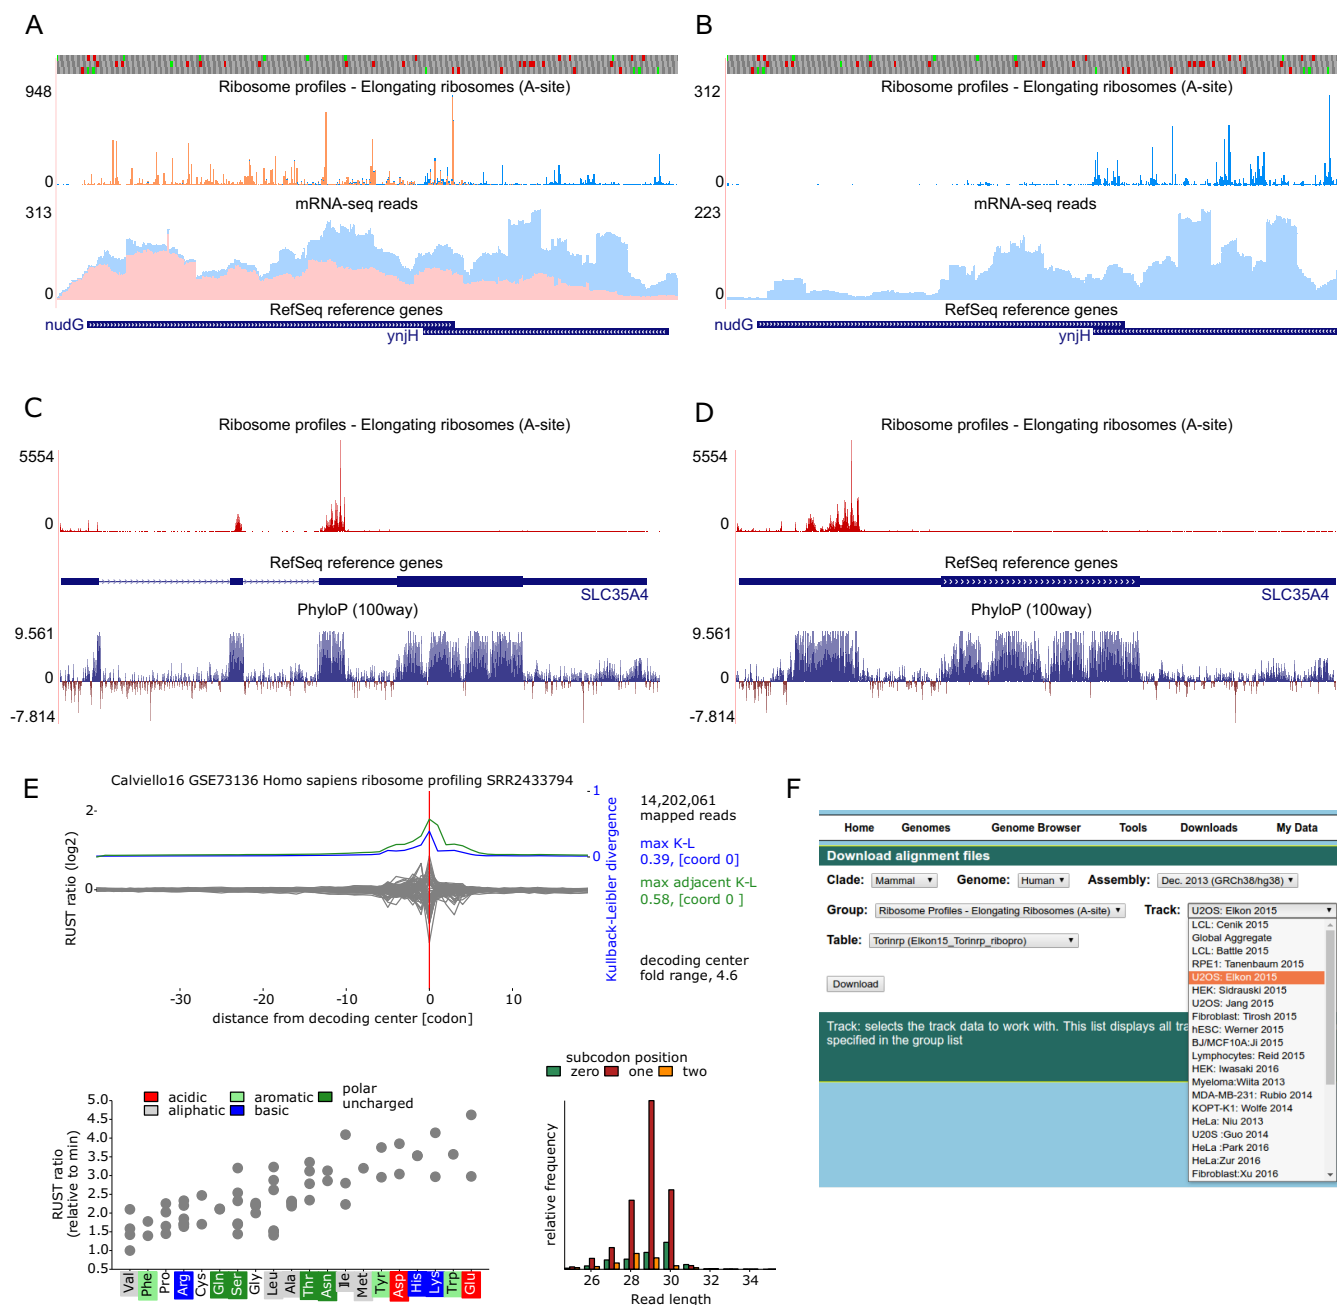 A
Ribosome profiles - Elongating ribosomes (A-site)
948
0
mRNA-seq reads
313
0
RefSeq reference genes
nudG
ynjH
B
Ribosome profiles - Elongating ribosomes (A-site)
312
0
mRNA-seq reads
223
0
RefSeq reference genes
nudG
ynjH
C
Ribosome profiles - Elongating ribosomes (A-site)
5554
0
RefSeq reference genes
SLC35A4
PhyloP (100way)
9.561
0
-7.814
D
Ribosome profiles - Elongating ribosomes (A-site)
5554
0
RefSeq reference genes
SLC35A4
PhyloP (100way)
9.561
0
-7.814
E
Calviello16 GSE73136 Homo sapiens ribosome profiling SRR2433794
RUST ratio (log2)
2
0
1
0
Kullback-Leibler divergence
14,202,061
mapped reads
max K-L
0.39, [coord 0]
max adjacent K-L
0.58, [coord 0 ]
decoding center
fold range, 4.6
-30 -20 -10 0 10
distance from decoding center [codon]
acidic aromatic polar uncharged
aliphatic basic
RUST ratio
(relative to min)
5.0
4.5
4.0
3.5
3.0
2.5
2.0
1.5
1.0
0.5
Val Phe Pro Arg Cys Gln Ser Gly Leu Ala Thr Asn Ile Met Tyr Asp His Lys Trp Glu
subcodon position
zero one two
relative frequency
26 28 30 32 34
Read length
F
Home Genomes Genome Browser Tools Downloads My Data
Download alignment files
Clade: Mammal Genome: Human Assembly: Dec. 2013 (GRCh38/hg38)
Group: Ribosome Profiles - Elongating Ribosomes (A-site) Track: U2OS: Elkon 2015
Table: Torinrp (Elkon15_Torinrp_ribopro)
Download
Track: selects the track data to work with. This list displays all tra
specified in the group list
LCL: Cenik 2015
Global Aggregate
LCL: Battle 2015
RPE1: Tanenbaum 2015
U2OS: Elkon 2015
HEK: Sidrauski 2015
U2OS: Jang 2015
Fibroblast: Tirosh 2015
hESC: Werner 2015
BJ/MCF10A:Ji 2015
Lymphocytes: Reid 2015
HEK: Iwasaki 2016
Myeloma:Wiita 2013
MDA-MB-231: Rubio 2014
KOPT-K1: Wolfe 2014
HeLa: Niu 2013
U20S :Guo 2014
HeLa :Park 2016
HeLa:Zur 2016
Fibroblast:Xu 2016